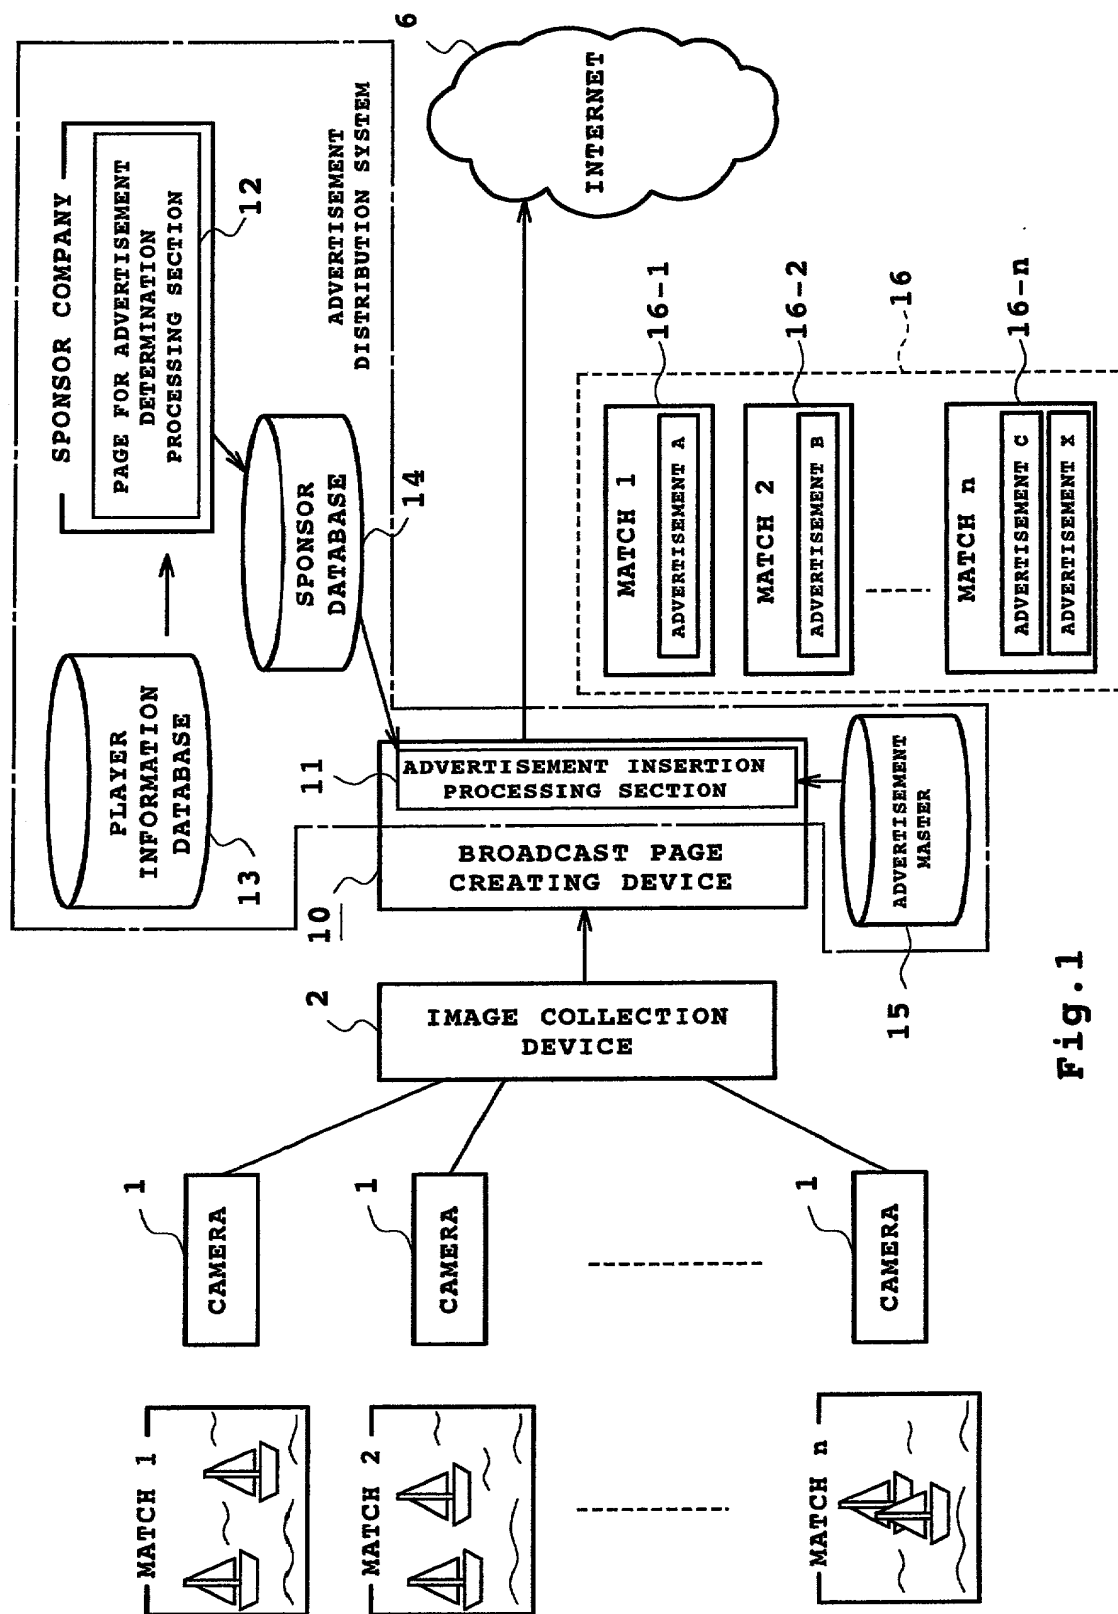 MATCH 1
MATCH 2
MATCH n
CAMERA
1
CAMERA
1
CAMERA
1
IMAGE COLLECTION
DEVICE
2
BROADCAST PAGE
CREATING DEVICE
10
ADVERTISEMENT INSERTION
PROCESSING SECTION
11
PLAYER
INFORMATION
DATABASE
13
SPONSOR COMPANY
PAGE FOR ADVERTISEMENT
DETERMINATION
PROCESSING SECTION
12
SPONSOR
DATABASE
14
ADVERTISEMENT
DISTRIBUTION SYSTEM
ADVERTISEMENT
MASTER
15
INTERNET
6
MATCH 1
ADVERTISEMENT A
16-1
MATCH 2
ADVERTISEMENT B
16-2
MATCH n
ADVERTISEMENT C
ADVERTISEMENT X
16-n
16
Fig.1